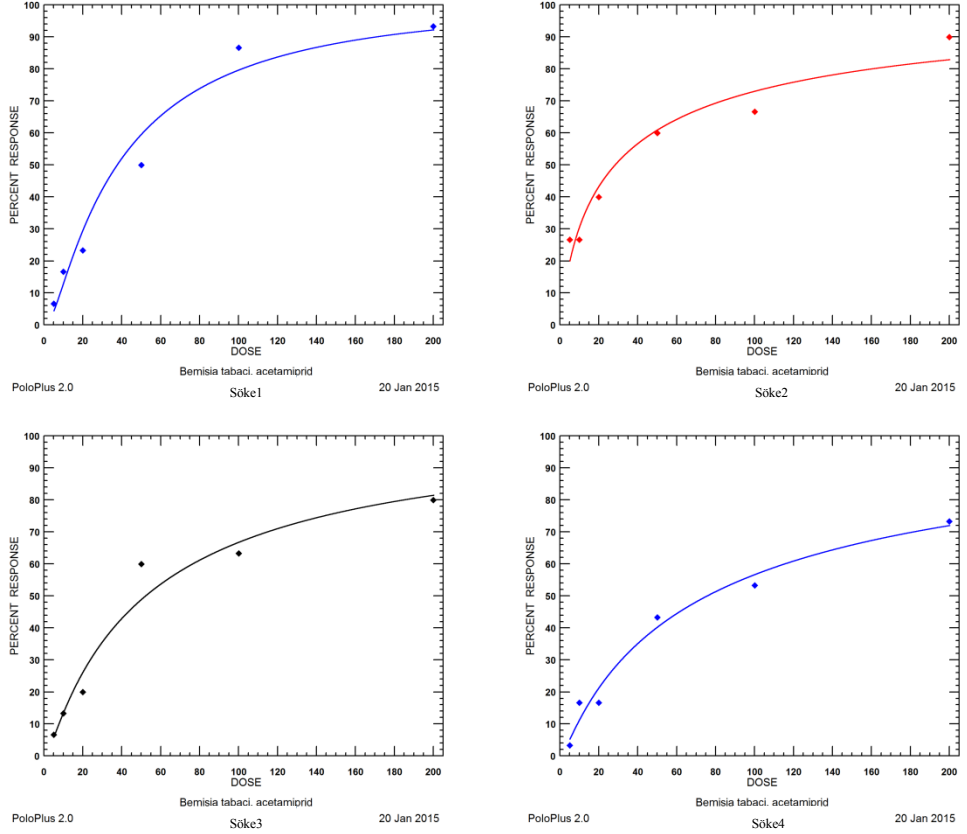 100
90
80
70
60
50
40
30
20
10
0
PERCENT RESPONSE
0 20 40 60 80 100 120 140 160 180 200
DOSE
Bemisia tabaci. acetamiprid
PoloPlus 2.0
20 Jan 2015
Söke1
100
90
80
70
60
50
40
30
20
10
0
PERCENT RESPONSE
0 20 40 60 80 100 120 140 160 180 200
DOSE
Bemisia tabaci. acetamiprid
PoloPlus 2.0
20 Jan 2015
Söke2
100
90
80
70
60
50
40
30
20
10
0
PERCENT RESPONSE
0 20 40 60 80 100 120 140 160 180 200
DOSE
Bemisia tabaci. acetamiprid
PoloPlus 2.0
20 Jan 2015
Söke3
100
90
80
70
60
50
40
30
20
10
0
PERCENT RESPONSE
0 20 40 60 80 100 120 140 160 180 200
DOSE
Bemisia tabaci. acetamiprid
PoloPlus 2.0
20 Jan 2015
Söke4